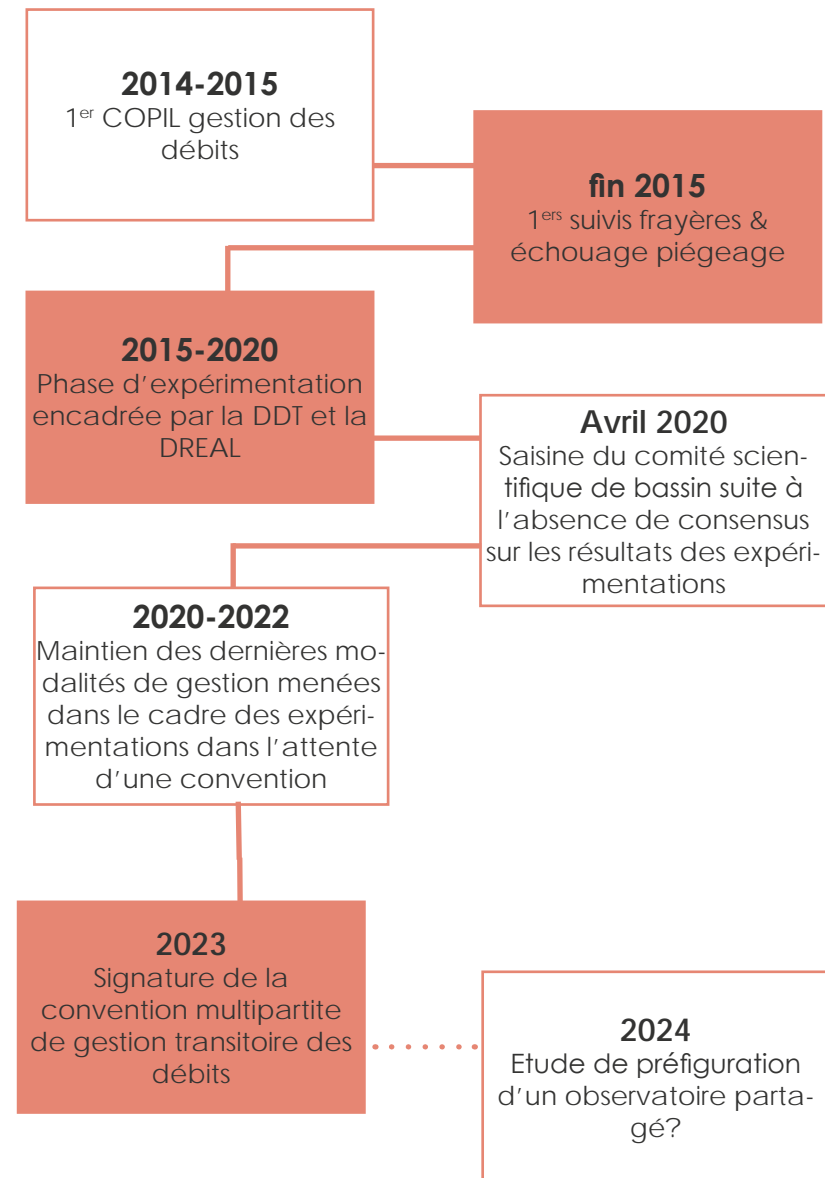 2014-2015
1er COPIL gestion des
débits
fin 2015
1ers suivis frayères &
échouage piégeage
2015-2020
Phase d'expérimentation
encadrée par la DDT et la
DREAL
Avril 2020
Saisine du comité scien-
tifique de bassin suite à
l'absence de consensus
sur les résultats des expéri-
mentations
2020-2022
Maintien des dernières mo-
dalités de gestion menées
dans le cadre des expéri-
mentations dans l'attente
d'une convention
2023
Signature de la
convention multipartite
de gestion transitoire des
débits
2024
Etude de préfiguration
d'un observatoire parta-
gé?